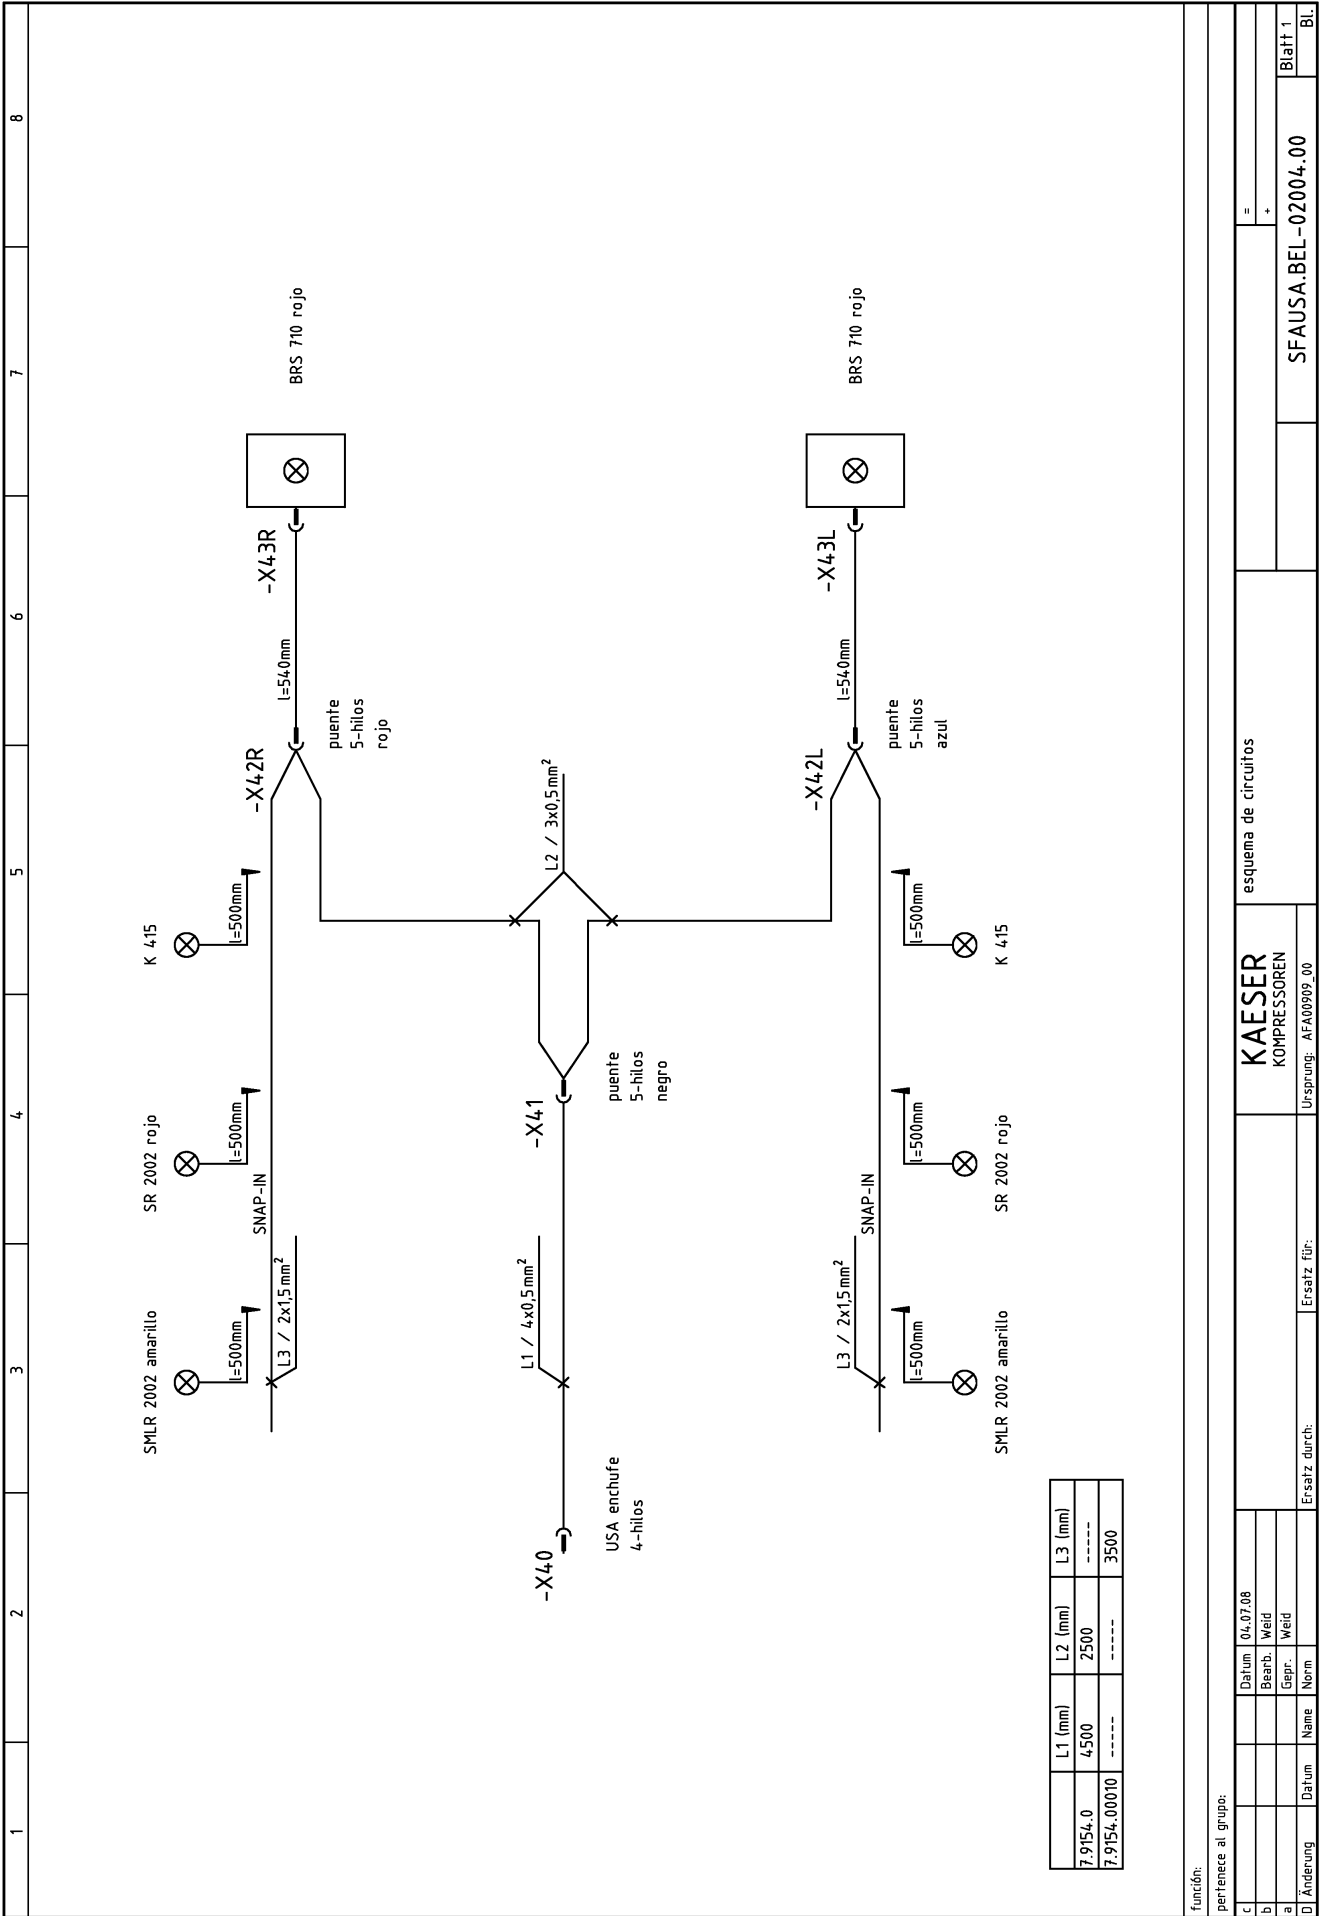 1
2
3
4
5
6
7
8
SMLR 2002 amarillo
SR 2002 rojo
K 415
l=500mm
l=500mm
l=500mm
SNAP-IN
L3 / 2x1,5mm²
-X42R
l=540mm
-X43R
BRS 710 rojo
puente
5-hilos
rojo
L1 / 4x0,5mm²
-X40
USA enchufe
4-hilos
-X41
puente
5-hilos
negro
L2 / 3x0,5mm²
-X42L
l=540mm
-X43L
BRS 710 rojo
puente
5-hilos
azul
L3 / 2x1,5mm²
SNAP-IN
l=500mm
l=500mm
l=500mm
SMLR 2002 amarillo
SR 2002 rojo
K 415
L1 (mm) L2 (mm) L3 (mm)
7.9154.0 4500 2500 -----
7.9154.00010 ----- ----- 3500
función:
pertenece al grupo:
c Datum 04.07.08
b Bearb. Weid
a Gepr. Weid
D Änderung Datum Name Norm
Ersatz durch:
Ersatz für:
KAESER
KOMPRESSOREN
Ursprung: AFA00909_00
esquema de circuitos
=
+
SFAUSA.BEL-02004.00
Blatt 1
Bl.